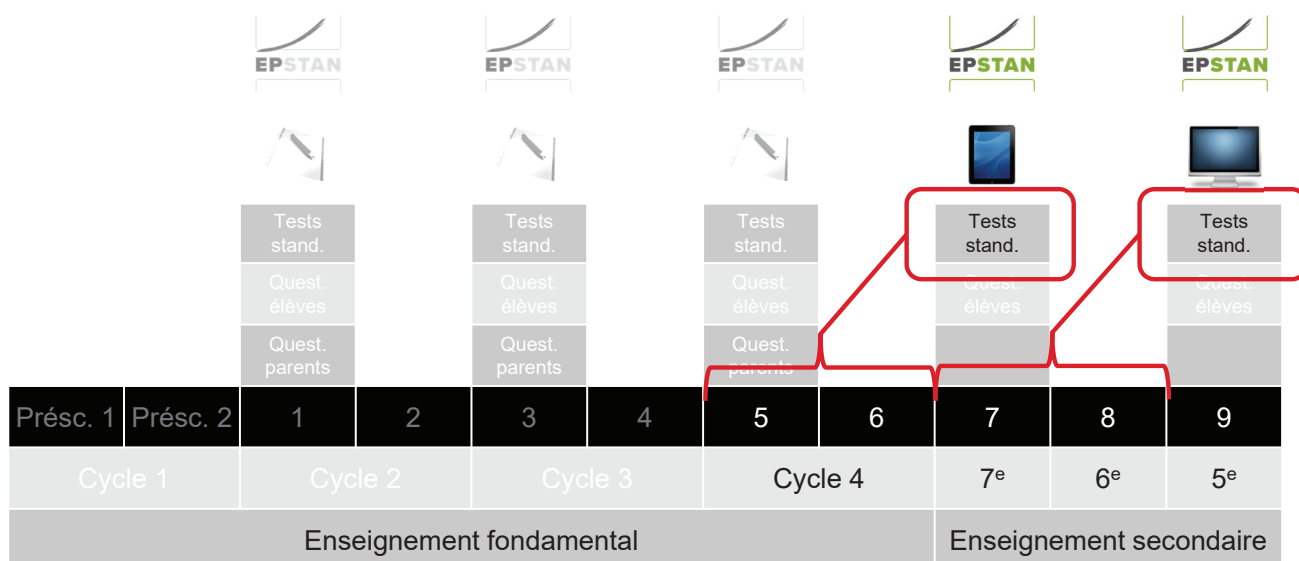 EPSTAN EPSTAN EPSTAN EPSTAN EPSTAN
Tests Tests Tests Tests Tests
stand. stand. stand. stand. stand.
Quest. Quest. Quest. Quest. Quest.
élèves élèves élèves élèves élèves
Quest. Quest. Quest.
parents parents parents
Présc. 1 Présc. 2 1 2 3 4 5 6 7 8 9
Cycle 1 Cycle 2 Cycle 3 Cycle 4 7e 6e 5e
Enseignement fondamental Enseignement secondaire